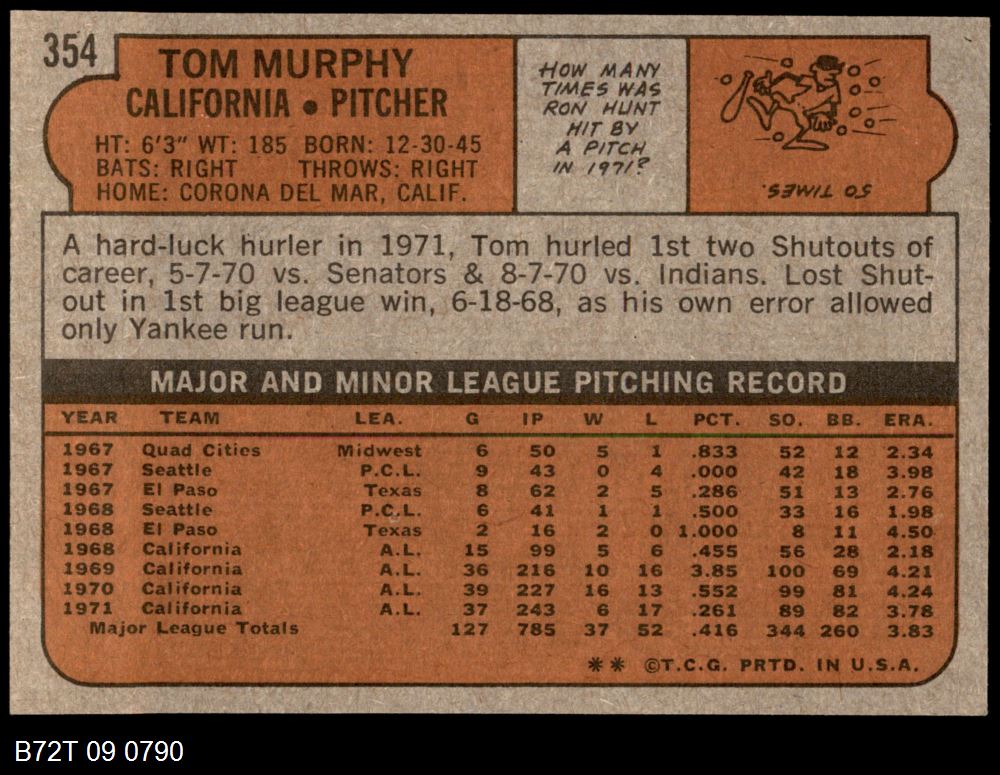 354
TOM MURPHY
CALIFORNIA • PITCHER
HT: 6'3" WT: 185 BORN: 12-30-45
BATS: RIGHT THROWS: RIGHT
HOME: CORONA DEL MAR, CALIF.
HOW MANY
TIMES WAS
RON HUNT
HIT BY
A PITCH
IN 1971?
50 TIMES.
A hard-luck hurler in 1971, Tom hurled 1st two Shutouts of
career, 5-7-70 vs. Senators & 8-7-70 vs. Indians. Lost Shut-
out in 1st big league win, 6-18-68, as his own error allowed
only Yankee run.
MAJOR AND MINOR LEAGUE PITCHING RECORD
YEAR TEAM LEA. G IP W L PCT. SO. BB. ERA.
1967 Quad Cities Midwest 6 50 5 1 .833 52 12 2.34
1967 Seattle P.C.L. 9 43 0 4 .000 42 18 3.98
1967 El Paso Texas 8 62 2 5 .286 51 13 2.76
1968 Seattle P.C.L. 6 41 1 1 .500 33 16 1.98
1968 El Paso Texas 2 16 2 0 1.000 8 11 4.50
1968 California A.L. 15 99 5 6 .455 56 28 2.18
1969 California A.L. 36 216 10 16 3.85 100 69 4.21
1970 California A.L. 39 227 16 13 .552 99 81 4.24
1971 California A.L. 37 243 6 17 .261 89 82 3.78
Major League Totals 127 785 37 52 .416 344 260 3.83
** ©T.C.G. PRTD. IN U.S.A.
B72T 09 0790